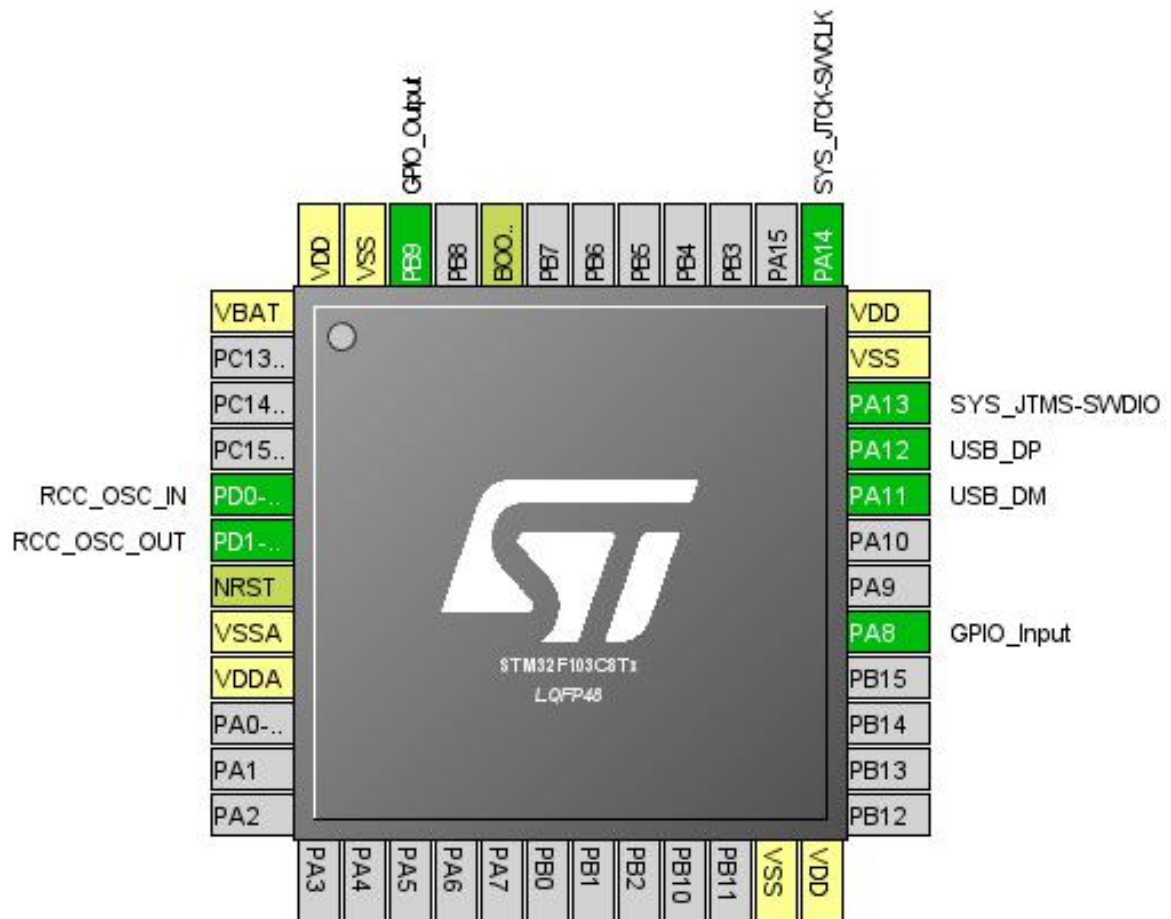 GPIO_Output
SYS_JTCK-SWCLK
VDD
VSS
PB9
PB8
BOO..
PB7
PB6
PB5
PB4
PB3
PA15
PA14
VBAT
PC13..
PC14..
PC15..
RCC_OSC_IN PD0-..
RCC_OSC_OUT PD1-..
NRST
VSSA
VDDA
PA0-..
PA1
PA2
ST
STM32F103C8Tx
LQFP48
VDD
VSS
PA13 SYS_JTMS-SWDIO
PA12 USB_DP
PA11 USB_DM
PA10
PA9
PA8 GPIO_Input
PB15
PB14
PB13
PB12
PA3
PA4
PA5
PA6
PA7
PB0
PB1
PB2
PB10
PB11
VSS
VDD